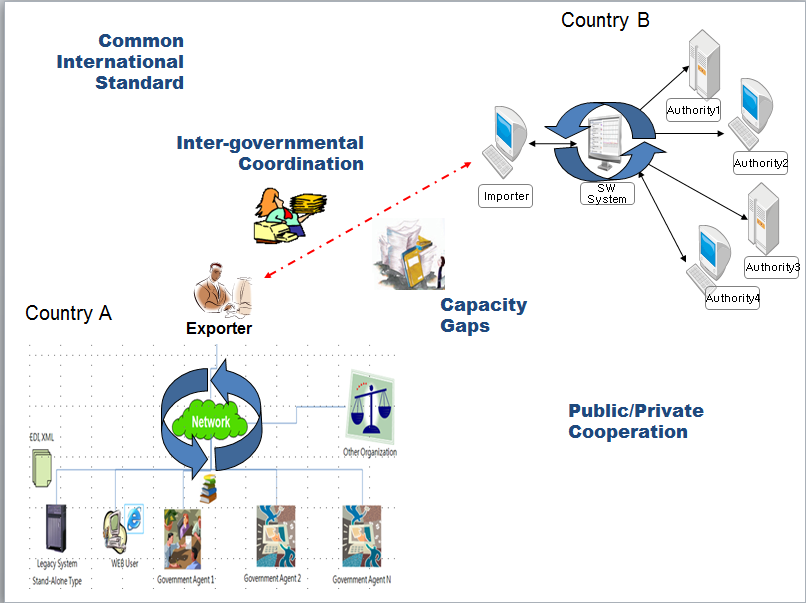 Country B
Common
International
Standard
Authority1
Inter-governmental
Coordination
Authority2
Importer
SW
System
Authority3
Authority4
Country A
Exporter
Capacity
Gaps
Network
Public/Private
Cooperation
EDI, XML
Other Organization
Legacy System
Stand-Alone Type
WEB User
Government Agent 1
Government Agent 2
Government Agent N